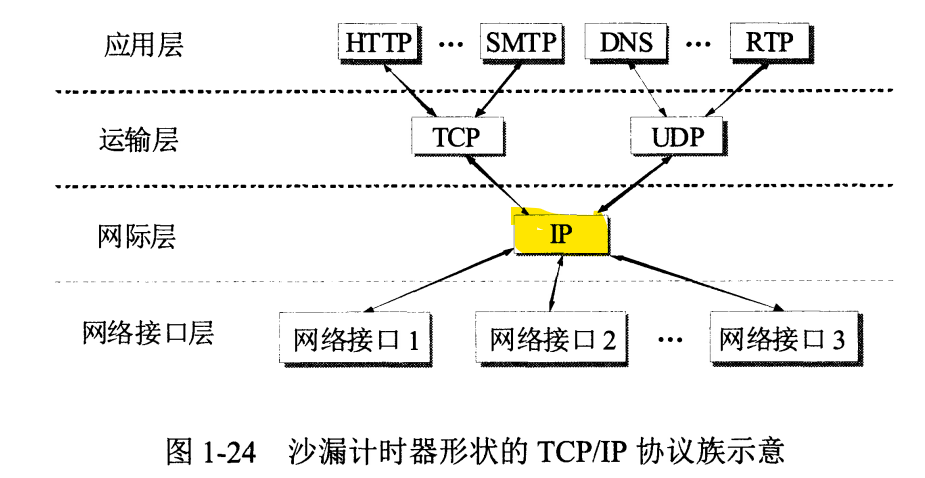 应用层 HTTP … SMTP DNS … RTP
运输层 TCP UDP
网际层 IP
网络接口层 网络接口 1 网络接口 2 … 网络接口 3
图 1-24 沙漏计时器形状的 TCP/IP 协议族示意